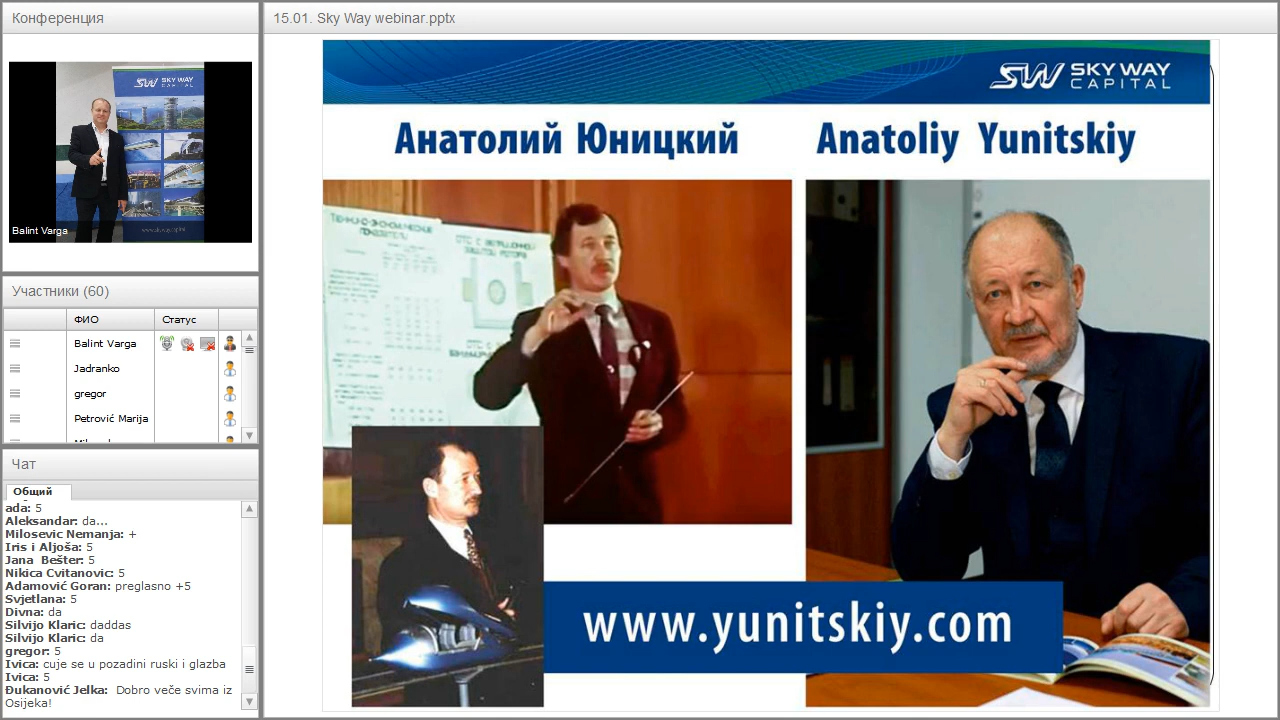 Конференция
Balint Varga
SKY WAY
CAPITAL
Участники (60)
ФИО
Статус
Balint Varga
Jadranko
gregor
Petrović Marija
Чат
Общий
ada: 5
Aleksandar: da...
Milosevic Nemanja: +
Iris i Aljoša: 5
Jana Bešter: 5
Nikica Cvitanovic: 5
Adamović Goran: preglasno +5
Svjetlana: 5
Divna: da
Silvijo Klaric: daddas
Silvijo Klaric: da
gregor: 5
Ivica: cuje se u pozadini ruski i glazba
Ivica: 5
Đukanović Jelka: Dobro veče svima iz
Osijeka!
15.01. Sky Way webinar.pptx
SW SKY WAY
CAPITAL
Анатолий Юницкий
Anatoliy Yunitskiy
www.yunitskiy.com